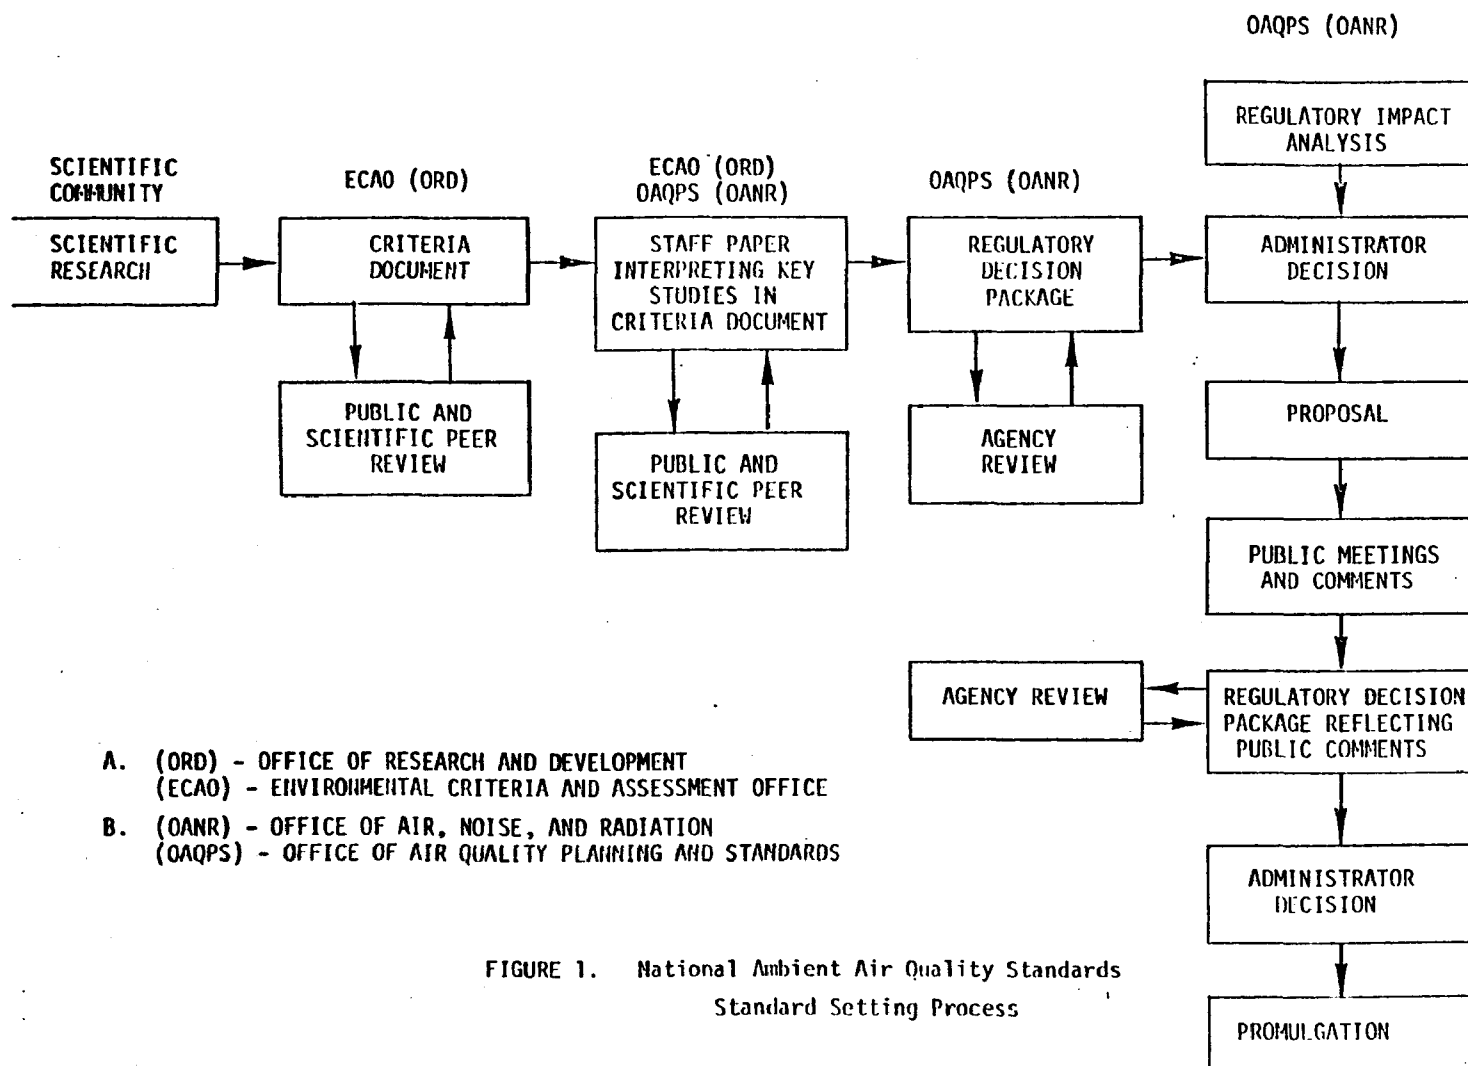 OAQPS (OANR)
REGULATORY IMPACT
ANALYSIS
SCIENTIFIC
COMMUNITY
ECAO (ORD)
ECAO (ORD)
OAQPS (OANR)
OAQPS (OANR)
SCIENTIFIC
RESEARCH
CRITERIA
DOCUMENT
STAFF PAPER
INTERPRETING KEY
STUDIES IN
CRITERIA DOCUMENT
REGULATORY
DECISION
PACKAGE
ADMINISTRATOR
DECISION
PUBLIC AND
SCIENTIFIC PEER
REVIEW
PUBLIC AND
SCIENTIFIC PEER
REVIEW
AGENCY
REVIEW
PROPOSAL
PUBLIC MEETINGS
AND COMMENTS
AGENCY REVIEW
REGULATORY DECISION
PACKAGE REFLECTING
PUBLIC COMMENTS
A. (ORD) - OFFICE OF RESEARCH AND DEVELOPMENT
(ECAO) - ENVIRONMENTAL CRITERIA AND ASSESSMENT OFFICE
B. (OANR) - OFFICE OF AIR, NOISE, AND RADIATION
(OAQPS) - OFFICE OF AIR QUALITY PLANNING AND STANDARDS
ADMINISTRATOR
DECISION
FIGURE 1. National Ambient Air Quality Standards
Standard Setting Process
PROMULGATION